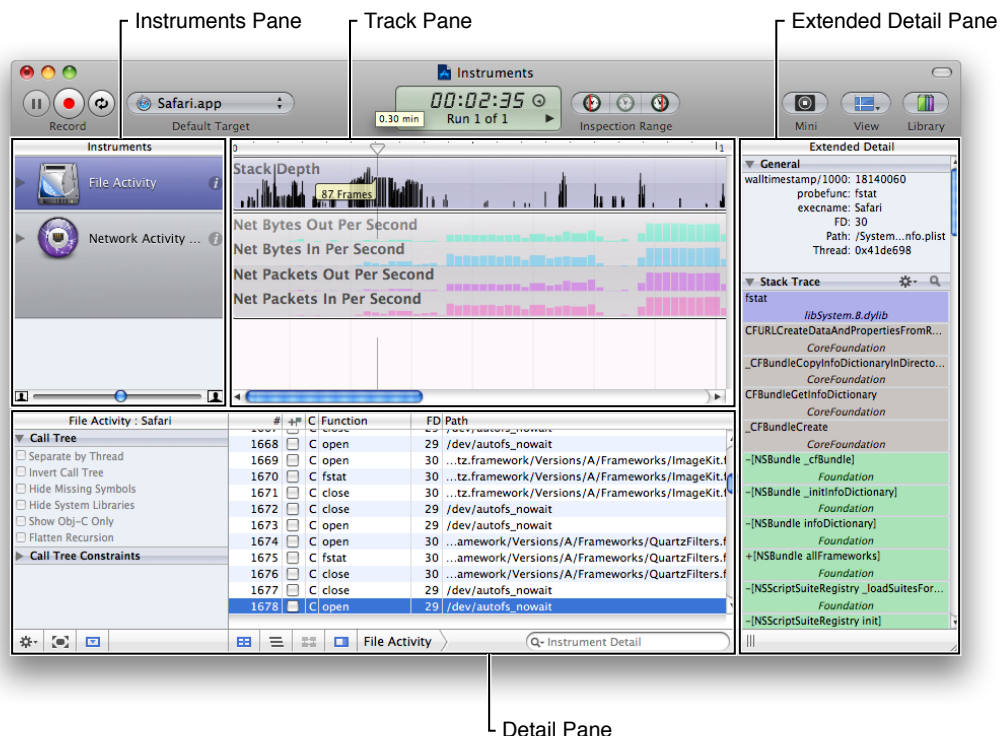 Instruments Pane
Track Pane
Extended Detail Pane
Instruments
Safari.app
00:02:35
0.30 min
Run 1 of 1
Record
Default Target
Inspection Range
Mini
View
Library
Instruments
0
1
Extended Detail
File Activity
Network Activity ...
Stack Depth
87 Frames
Net Bytes Out Per Second
Net Bytes In Per Second
Net Packets Out Per Second
Net Packets In Per Second
General
walltimestamp/1000: 18140060
probefunc: fstat
execname: Safari
FD: 30
Path: /System...nfo.plist
Thread: 0x41de698
Stack Trace
fstat
libSystem.B.dylib
CFURLCreateDataAndPropertiesFromR...
CoreFoundation
_CFBundleCopyInfoDictionaryInDirecto...
CoreFoundation
CFBundleGetInfoDictionary
CoreFoundation
_CFBundleCreate
CoreFoundation
-[NSBundle _cfBundle]
Foundation
-[NSBundle _initInfoDictionary]
Foundation
-[NSBundle infoDictionary]
Foundation
+[NSBundle allFrameworks]
Foundation
-[NSScriptSuiteRegistry _loadSuitesFor...
Foundation
-[NSScriptSuiteRegistry init]
File Activity : Safari
Call Tree
Separate by Thread
Invert Call Tree
Hide Missing Symbols
Hide System Libraries
Show Obj-C Only
Flatten Recursion
Call Tree Constraints
# C Function FD Path
1667 C close 29 /dev/autofs_nowait
1668 C open 29 /dev/autofs_nowait
1669 C open 30 ...tz.framework/Versions/A/Frameworks/ImageKit.f
1670 C fstat 30 ...tz.framework/Versions/A/Frameworks/ImageKit.f
1671 C close 30 ...tz.framework/Versions/A/Frameworks/ImageKit.f
1672 C close 29 /dev/autofs_nowait
1673 C open 29 /dev/autofs_nowait
1674 C open 30 ...amework/Versions/A/Frameworks/QuartzFilters.f
1675 C fstat 30 ...amework/Versions/A/Frameworks/QuartzFilters.f
1676 C close 30 ...amework/Versions/A/Frameworks/QuartzFilters.f
1677 C close 29 /dev/autofs_nowait
1678 C open 29 /dev/autofs_nowait
File Activity
Instrument Detail
Detail Pane